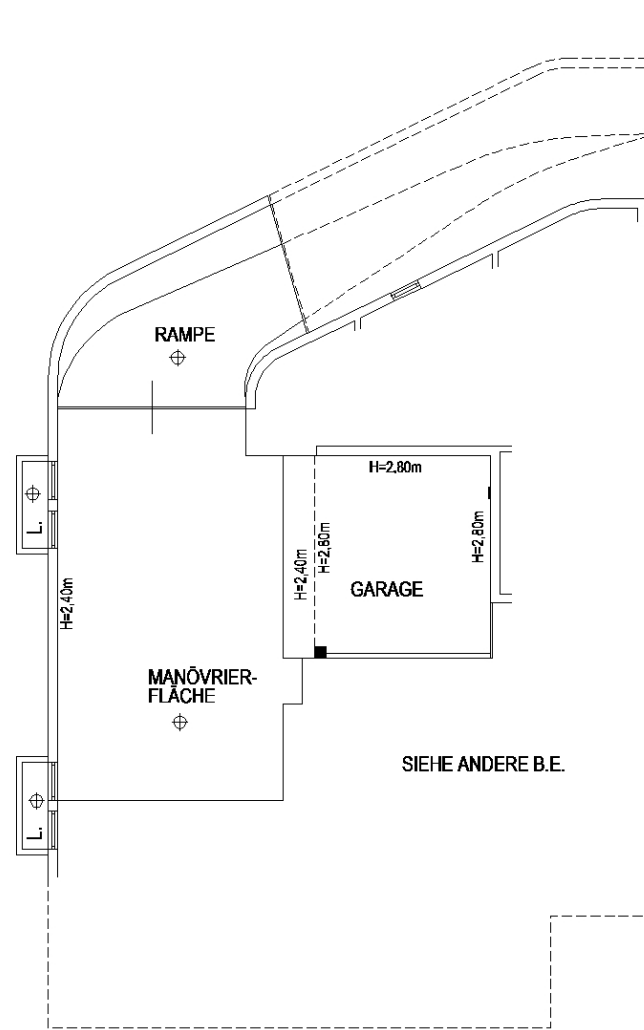 RAMPE
H=2,80m
L.
H=2,80m
H=2,80m
H=2,40m
H=2,40m
GARAGE
MANÖVRIER-
FLÄCHE
SIEHE ANDERE B.E.
L.